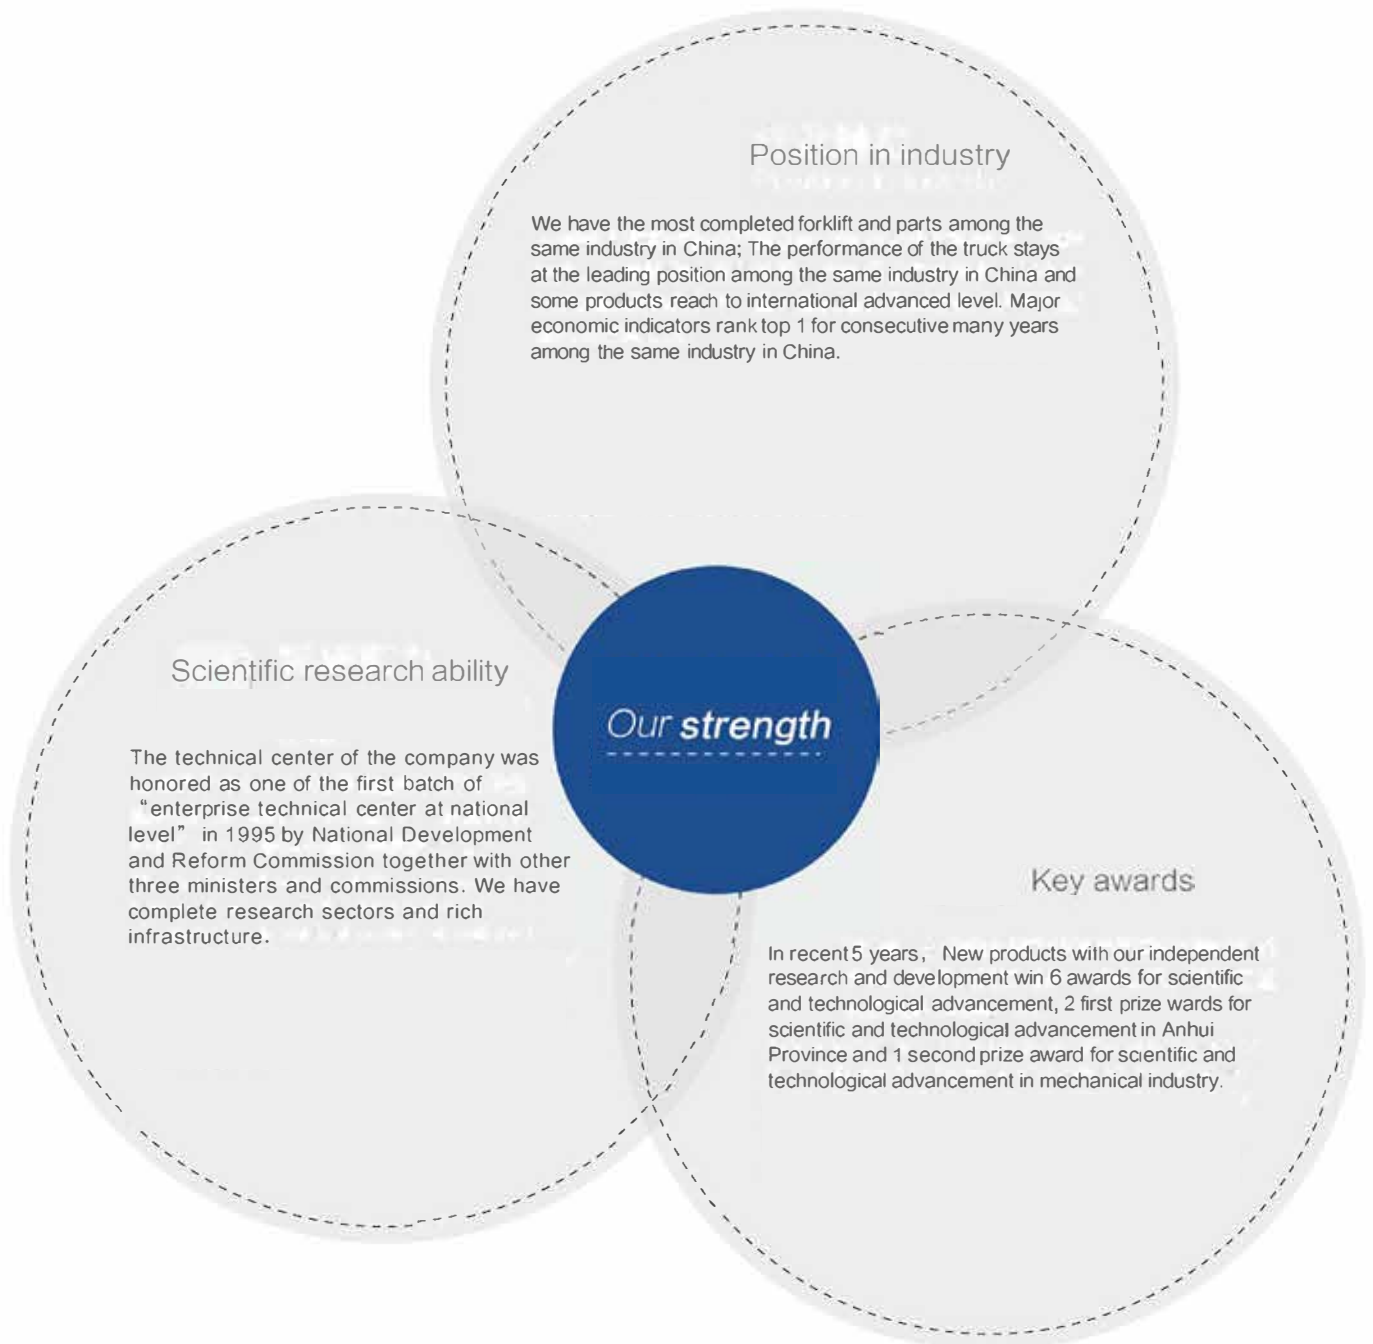 Position in industry
We have the most completed forklift and parts among the
same industry in China; The performance of the truck stays
at the leading position among the same industry in China and
some products reach to international advanced level. Major
economic indicators rank top 1 for consecutive many years
among the same industry in China.
Scientific research ability
The technical center of the company was
honored as one of the first batch of
“enterprise technical center at national
level” in 1995 by National Development
and Reform Commission together with other
three ministers and commissions. We have
complete research sectors and rich
infrastructure.
Our strength
Key awards
In recent 5 years, New products with our independent
research and development win 6 awards for scientific
and technological advancement, 2 first prize wards for
scientific and technological advancement in Anhui
Province and 1 second prize award for scientific and
technological advancement in mechanical industry.